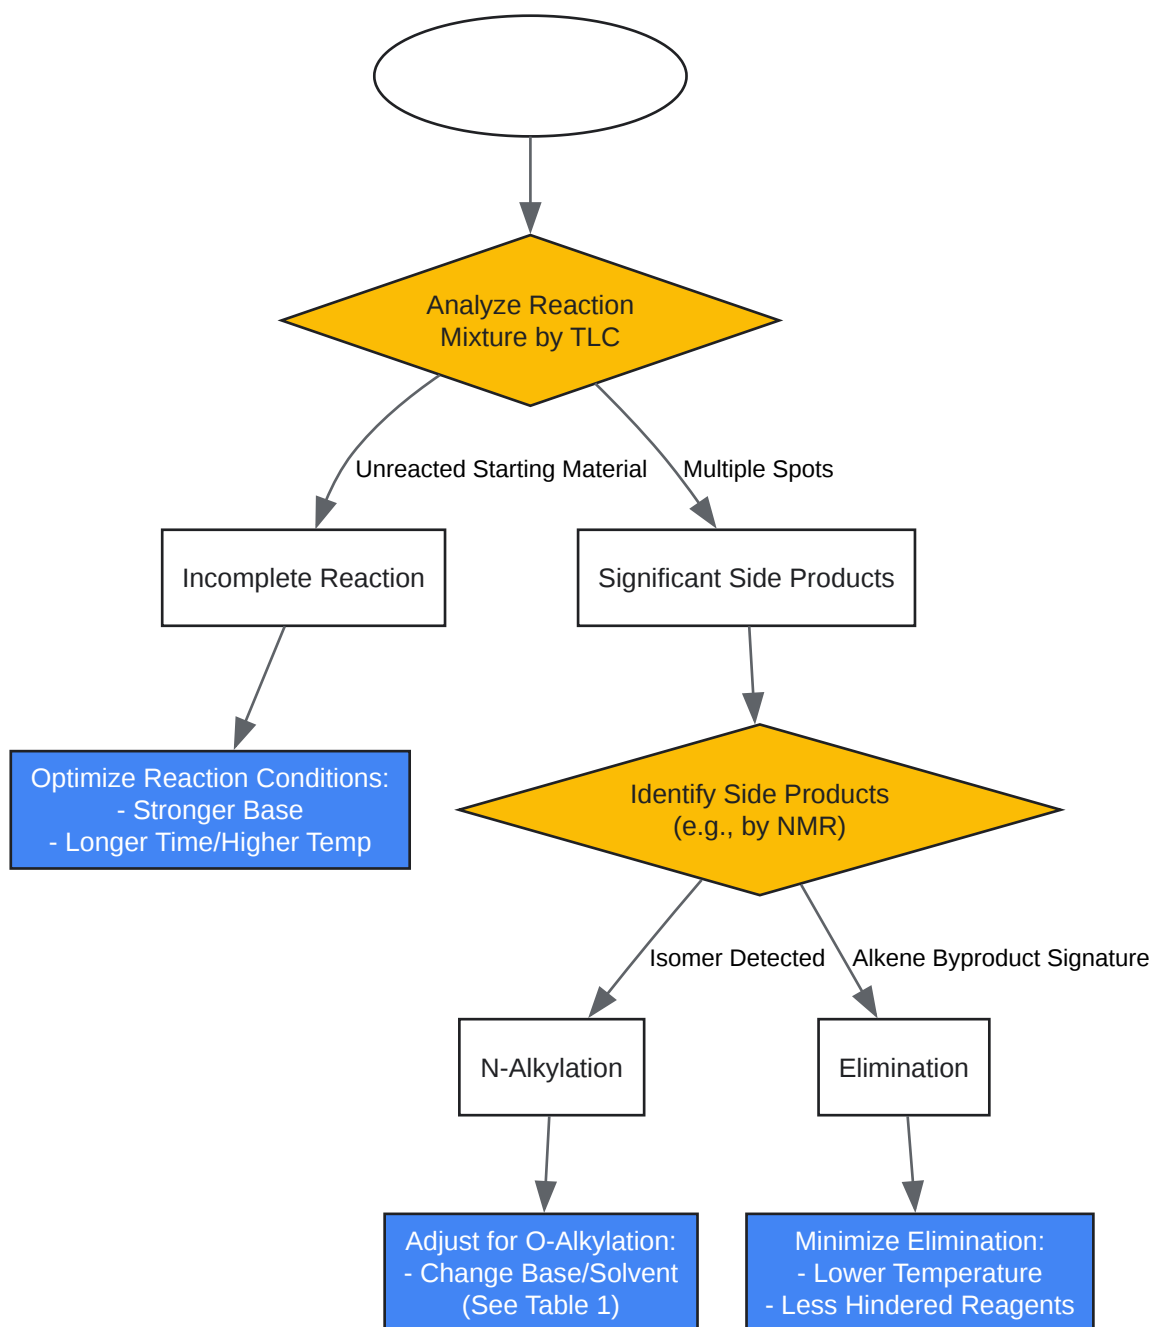 Analyze Reaction
Mixture by TLC
Unreacted Starting Material
Multiple Spots
Incomplete Reaction
Significant Side Products
Optimize Reaction Conditions:
- Stronger Base
- Longer Time/Higher Temp
Identify Side Products
(e.g., by NMR)
Isomer Detected
Alkene Byproduct Signature
N-Alkylation
Elimination
Adjust for O-Alkylation:
- Change Base/Solvent
(See Table 1)
Minimize Elimination:
- Lower Temperature
- Less Hindered Reagents